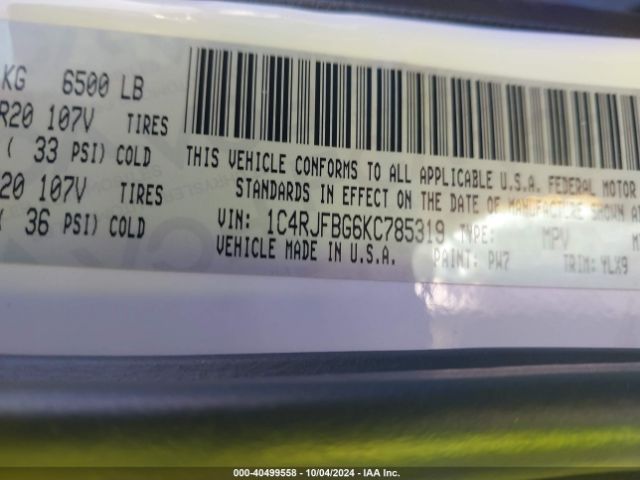 KG 6500 LB
R20 107V TIRES
( 33 PSI) COLD
20 107V TIRES
( 36 PSI) COLD
THIS VEHICLE CONFORMS TO ALL APPLICABLE U.S.A. FEDERAL MOTOR
STANDARDS IN EFFECT ON THE DATE OF MANUFACTURE SHOWN
VIN: 1C4RJFBG6KC785319 TYPE: MPV
VEHICLE MADE IN U.S.A. PAINT: PW7 TRIM: YLX9
000-40499558 - 10/04/2024 - IAA Inc.